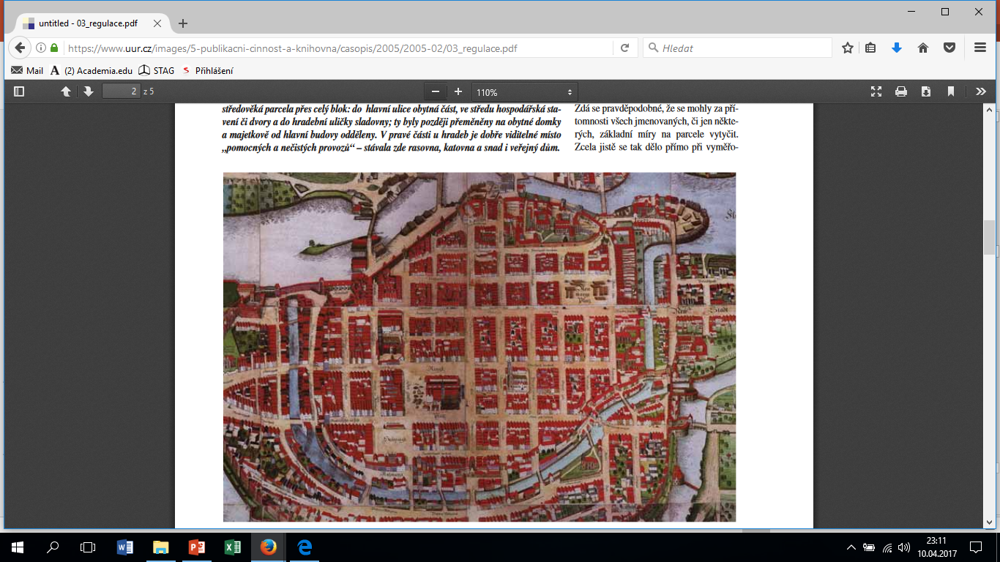 untitled - 03_regulace.pdf
https://www.uur.cz/images/5-publikacni-cinnost-a-knihovna/casopis/2005/2005-02/03_regulace.pdf
Hledat
Mail
(2) Academia.edu
STAG
Přihlášení
2 z 5
110%
středověká parcela přes celý blok: do hlavní ulice obytná část, ve středu hospodářská sta-
vení či dvory a do hradební uličky sladovny; ty byly později přeměněny na obytné domky
a majetkově od hlavní budovy odděleny. V pravé části u hradeb je dobře viditelné místo
„pomocných a nečistých provozů“ – stávala zde rasovna, katovna a snad i veřejný dům.
Zdá se pravděpodobné, že se mohly za pří-
tomnosti všech jmenovaných, či jen někte-
rých, základní míry na parcele vytyčit.
Zcela jistě se tak dělo přímo při vyměřo-
New
Stadt
23:11
10.04.2017